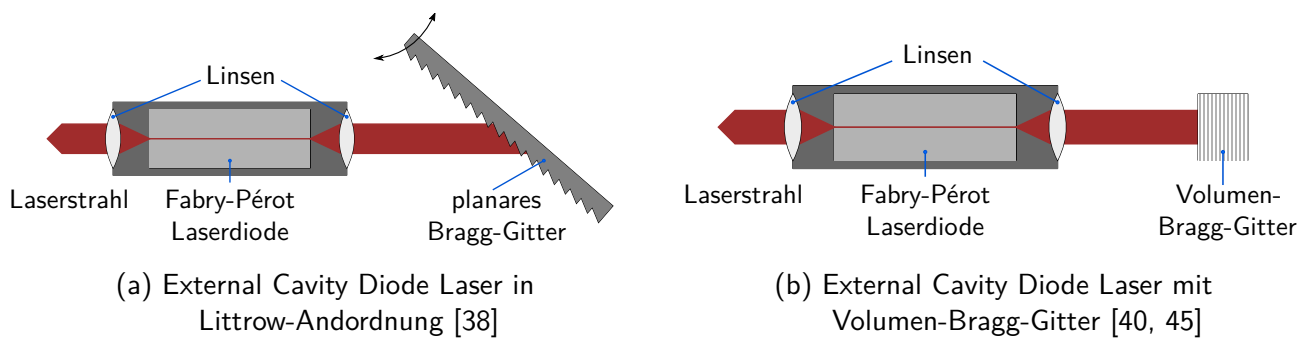 Linsen
Laserstrahl
Fabry-Pérot
Laserdiode
planares
Bragg-Gitter
(a) External Cavity Diode Laser in
Littrow-Andordnung [38]
Linsen
Laserstrahl
Fabry-Pérot
Laserdiode
Volumen-
Bragg-Gitter
(b) External Cavity Diode Laser mit
Volumen-Bragg-Gitter [40, 45]